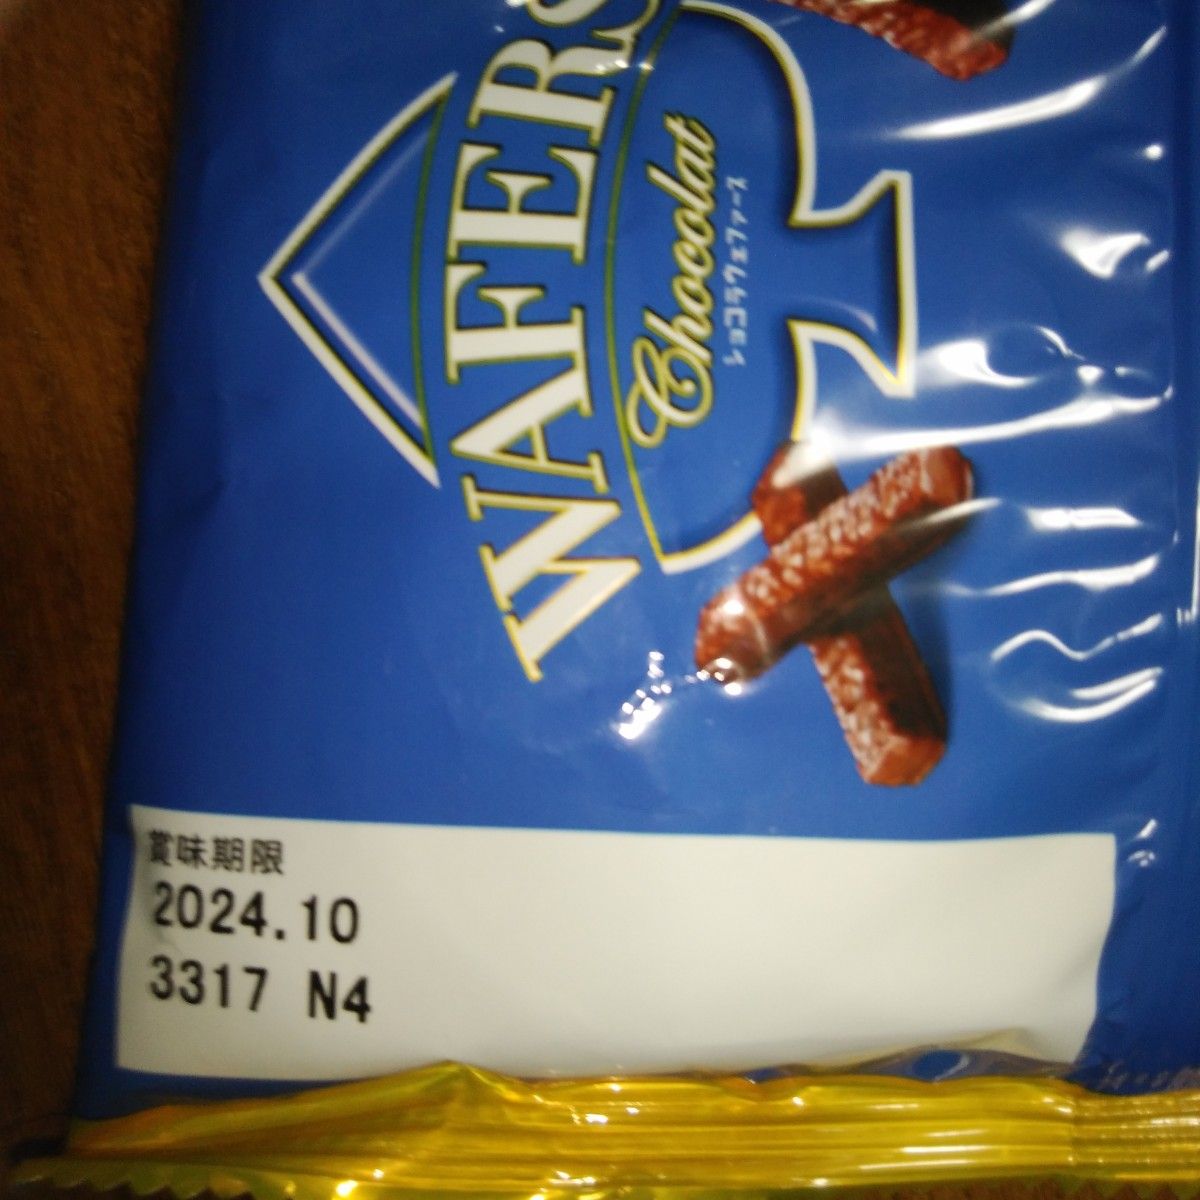 WAFERS
Chocolat
ショコラウェファース
賞味期限
2024.10
3317 N4